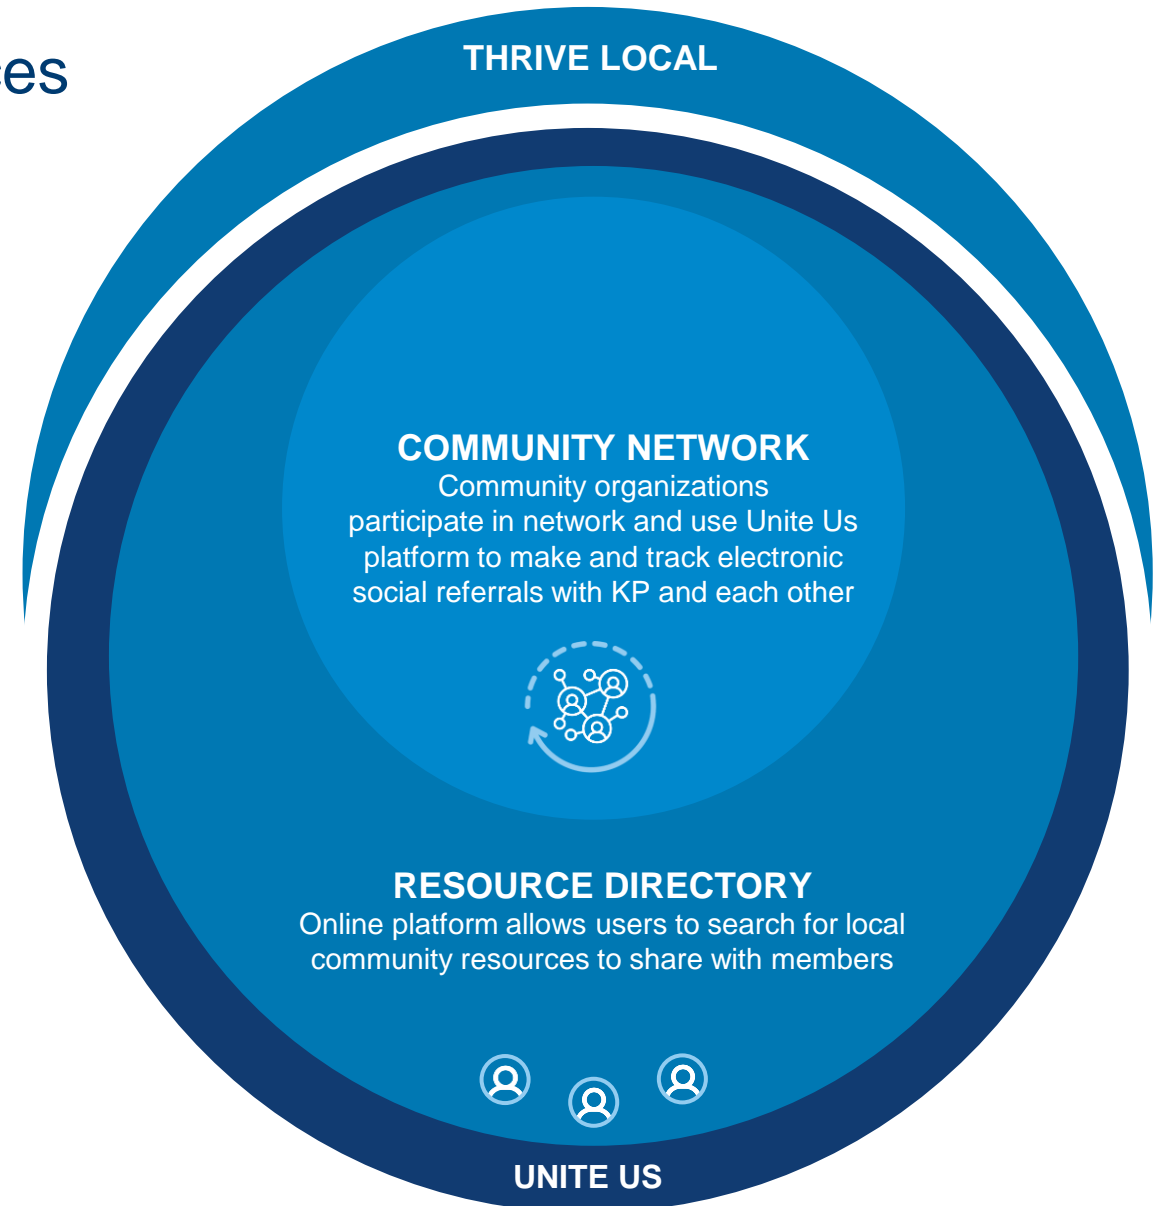 THRIVE LOCAL
COMMUNITY NETWORK
Community organizations
participate in network and use Unite Us
platform to make and track electronic
social referrals with KP and each other
RESOURCE DIRECTORY
Online platform allows users to search for local
community resources to share with members
UNITE US